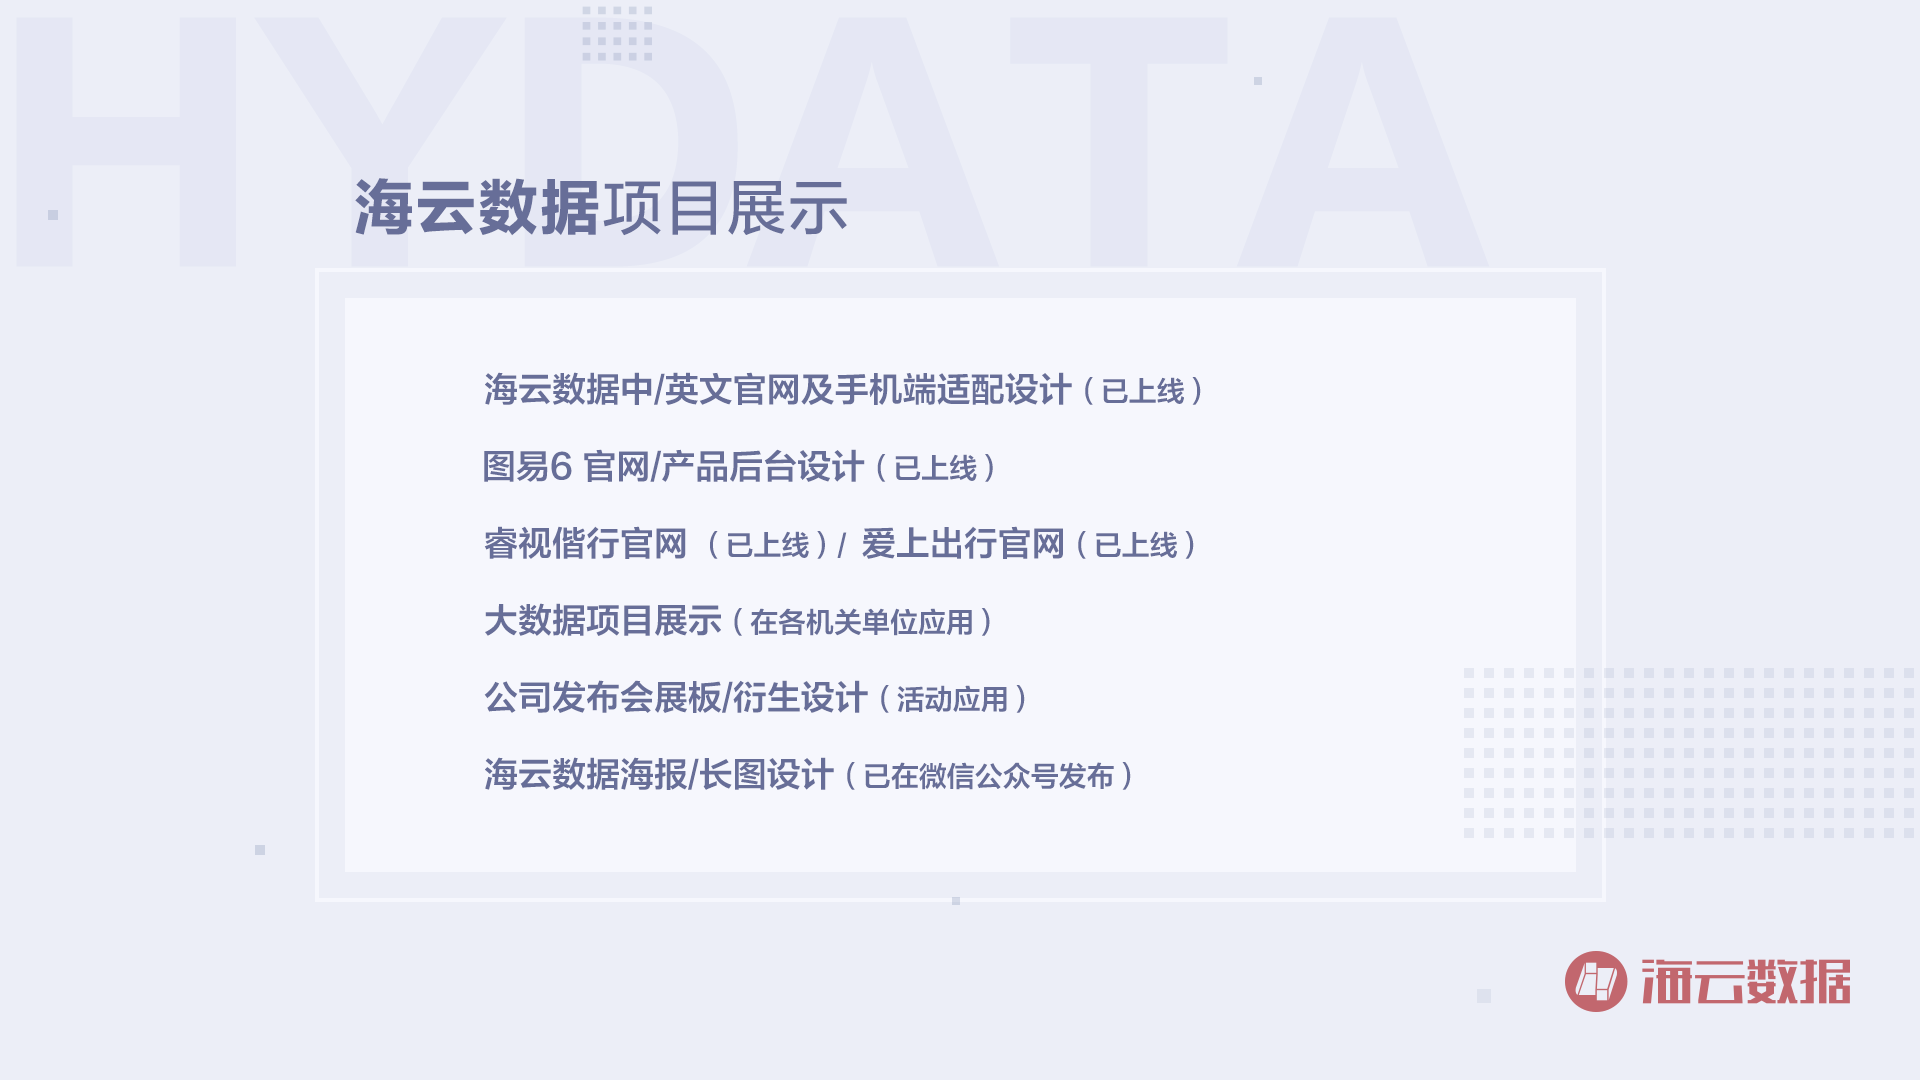 HYDATA
海云数据项目展示
海云数据中/英文官网及手机端适配设计（已上线）
图易6 官网/产品后台设计（已上线）
睿视偕行官网 （已上线）/ 爱上出行官网（已上线）
大数据项目展示（在各机关单位应用）
公司发布会展板/衍生设计（活动应用）
海云数据海报/长图设计（已在微信公众号发布）
海云数据